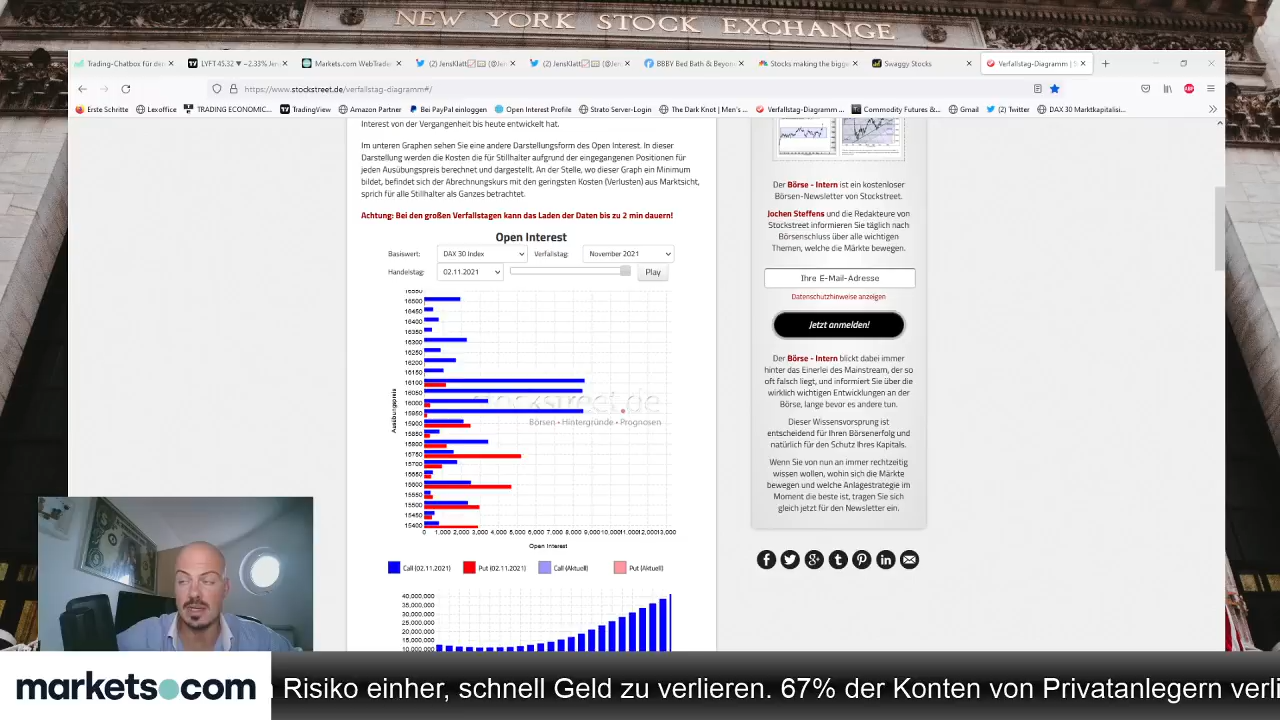 NEW YORK STOCK EXCHANGE
Trading-Chatbox für den
LYFT 45.32 ▼ −2.33% Jen
Markets.com WebTrader
(2) JensKlatt
(2) JensKlatt
BBBY Bed Bath & Beyon
Stocks making the bigge
Swaggy Stocks
Verfallstag-Diagramm | S
https://www.stockstreet.de/verfallstag-diagramm#/
Erste Schritte
Lexoffice
TRADING ECONOMIC...
TradingView
Amazon Partner
Bei PayPal einloggen
Open Interest Profile
Strato Server-Login
The Dark Knot | Men's ...
Verfallstag-Diagramm ...
Commodity Futures &...
Gmail
(2) Twitter
DAX 30 Marktkapitalisi...
Interest von der Vergangenheit bis heute entwickelt hat.
Im unteren Graphen sehen Sie eine andere Darstellungsform des Open Interest. In dieser
Darstellung werden die Kosten die für Stillhalter aufgrund der eingegangenen Positionen für
jeden Ausübungspreis berechnet und dargestellt. An der Stelle, wo dieser Graph ein Minimum
bildet, befindet sich der Abrechnungskurs mit den geringsten Kosten (Verlusten) aus Marktsicht,
sprich für alle Stillhalter als Ganzes betrachtet.
Achtung: Bei den großen Verfallstagen kann das Laden der Daten bis zu 2 min dauern!
Open Interest
Basiswert: DAX 30 Index Verfallstag: November 2021
Handelstag: 02.11.2021 Play
16550
16500
16450
16400
16350
16300
16250
16200
16150
16100
16050
16000
15950
15900
15850
15800
15750
15700
15650
15600
15550
15500
15450
15400
Ausübungspreis
stockstreet.de
Börsen • Hintergründe • Prognosen
0 1,000 2,000 3,000 4,000 5,000 6,000 7,000 8,000 9,000 10,000 11,000 12,000 13,000
Open Interest
Call (02.11.2021) Put (02.11.2021) Call (Aktuell) Put (Aktuell)
40,000,000
35,000,000
30,000,000
25,000,000
20,000,000
15,000,000
10,000,000
Der Börse - Intern ist ein kostenloser
Börsen-Newsletter von Stockstreet.
Jochen Steffens und die Redakteure von
Stockstreet informieren Sie täglich nach
Börsenschluss über alle wichtigen
Themen, welche die Märkte bewegen.
Ihre E-Mail-Adresse
Datenschutzhinweise anzeigen
Jetzt anmelden!
Der Börse - Intern blickt dabei immer
hinter das Einerlei des Mainstream, der so
oft falsch liegt, und informiert Sie über die
wirklich wichtigen Entwicklungen an der
Börse, lange bevor es andere tun.
Dieser Wissensvorsprung ist
entscheidend für Ihren Börsenerfolg und
natürlich für den Schutz Ihres Kapitals.
Wenn Sie von nun an immer rechtzeitig
wissen wollen, wohin sich die Märkte
bewegen und welche Anlagestrategie im
Moment die beste ist, tragen Sie sich
gleich jetzt für den Newsletter ein.
markets.com
n Risiko einher, schnell Geld zu verlieren. 67% der Konten von Privatanlegern verli